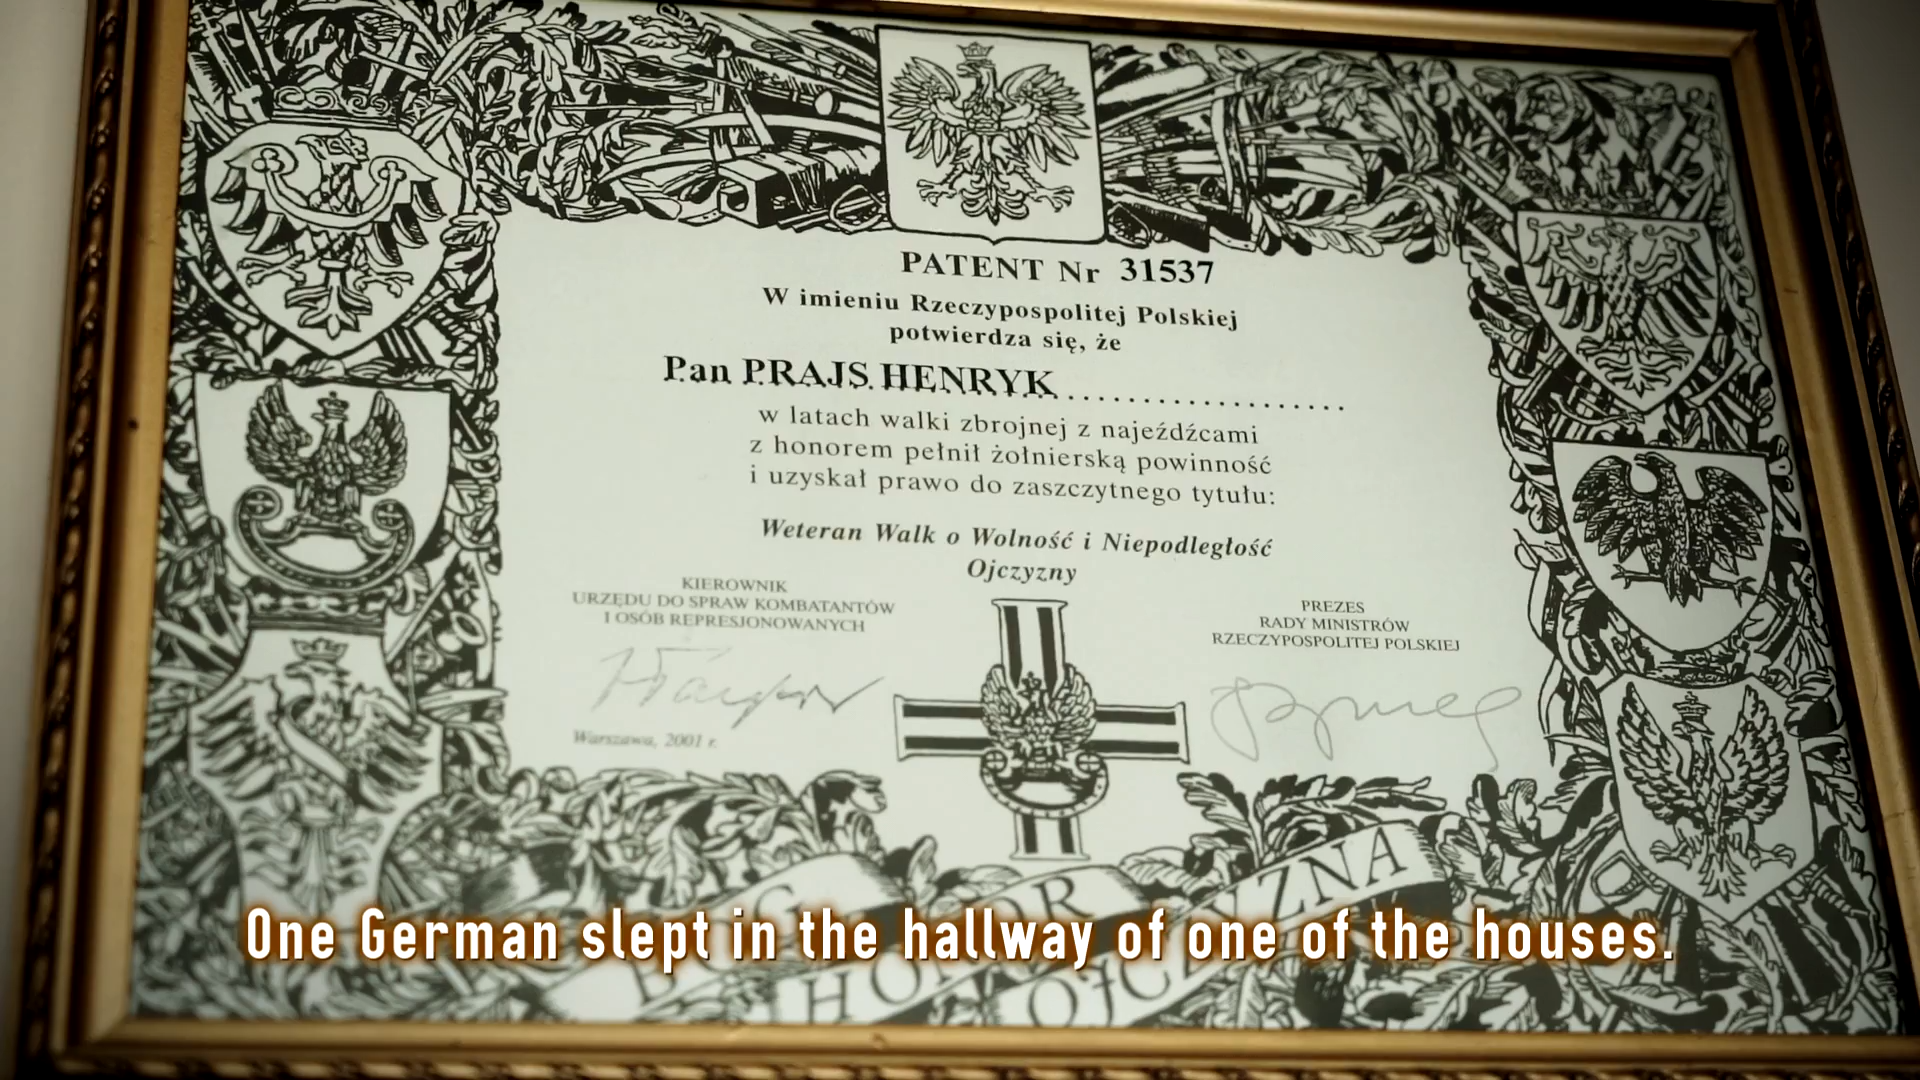 PATENT Nr 31537
W imieniu Rzeczypospolitej Polskiej
potwierdza się, że
Pan PRAJS HENRYK
w latach walki zbrojnej z najeźdźcami
z honorem pełnił żołnierską powinność
i uzyskał prawo do zaszczytnego tytułu:
Weteran Walk o Wolność i Niepodległość
Ojczyzny
KIEROWNIK
URZĘDU DO SPRAW KOMBATANTÓW
I OSÓB REPRESJONOWANYCH
PREZES
RADY MINISTRÓW
RZECZYPOSPOLITEJ POLSKIEJ
Warszawa, 2001 r.
One German slept in the hallway of one of the houses.